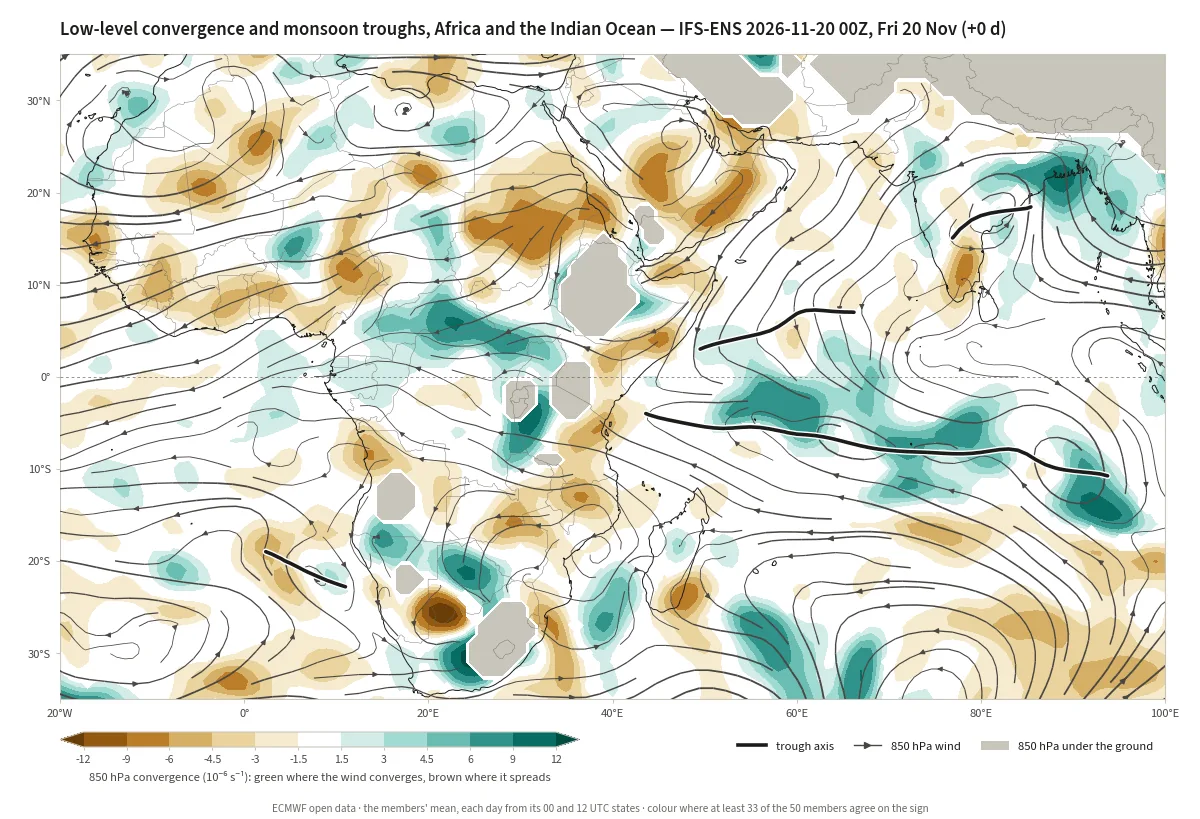 Low-level convergence and monsoon troughs, Africa and the Indian Ocean — IFS-ENS 2026-11-20 00Z, Fri 20 Nov (+0 d)
30°N
20°N
10°N
0°
10°S
20°S
30°S
20°W 0° 20°E 40°E 60°E 80°E 100°E
-12 -9 -6 -4.5 -3 -1.5 1.5 3 4.5 6 9 12
850 hPa convergence (10⁻⁶ s⁻¹): green where the wind converges, brown where it spreads
trough axis 850 hPa wind 850 hPa under the ground
ECMWF open data · the members' mean, each day from its 00 and 12 UTC states · colour where at least 33 of the 50 members agree on the sign